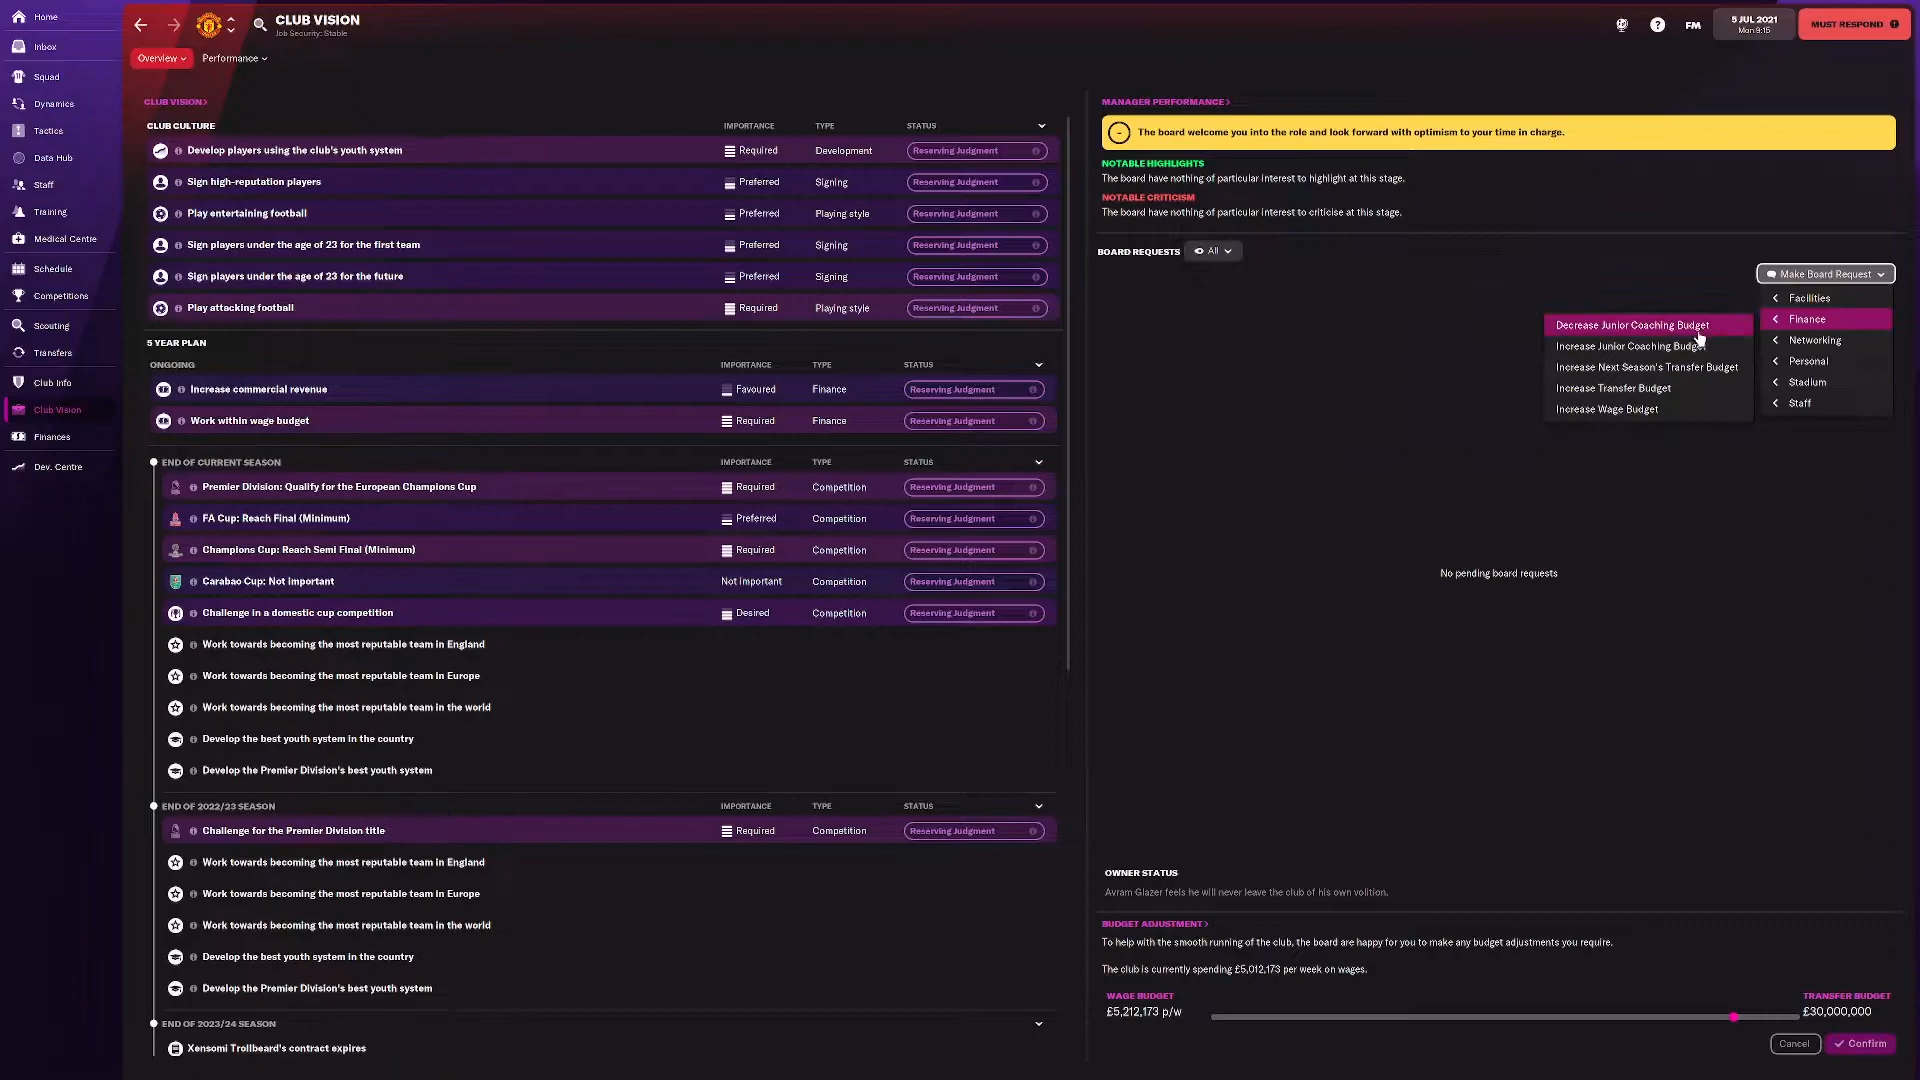 Home
Inbox
Squad
Dynamics
Tactics
Data Hub
Staff
Training
Medical Centre
Schedule
Competitions
Scouting
Transfers
Club Info
Club Vision
Finances
Dev. Centre
CLUB VISION
Job Security: Stable
FM
5 JUL 2021
Mon 9:15
MUST RESPOND
Overview
Performance
CLUB VISION>
CLUB CULTURE IMPORTANCE TYPE STATUS
Develop players using the club's youth system Required Development Reserving Judgment
Sign high-reputation players Preferred Signing Reserving Judgment
Play entertaining football Preferred Playing style Reserving Judgment
Sign players under the age of 23 for the first team Preferred Signing Reserving Judgment
Sign players under the age of 23 for the future Preferred Signing Reserving Judgment
Play attacking football Required Playing style Reserving Judgment
5 YEAR PLAN
ONGOING IMPORTANCE TYPE STATUS
Increase commercial revenue Favoured Finance Reserving Judgment
Work within wage budget Required Finance Reserving Judgment
END OF CURRENT SEASON IMPORTANCE TYPE STATUS
Premier Division: Qualify for the European Champions Cup Required Competition Reserving Judgment
FA Cup: Reach Final (Minimum) Preferred Competition Reserving Judgment
Champions Cup: Reach Semi Final (Minimum) Required Competition Reserving Judgment
Carabao Cup: Not important Not important Competition Reserving Judgment
Challenge in a domestic cup competition Desired Competition Reserving Judgment
Work towards becoming the most reputable team in England
Work towards becoming the most reputable team in Europe
Work towards becoming the most reputable team in the world
Develop the best youth system in the country
Develop the Premier Division's best youth system
END OF 2022/23 SEASON IMPORTANCE TYPE STATUS
Challenge for the Premier Division title Required Competition Reserving Judgment
Work towards becoming the most reputable team in England
Work towards becoming the most reputable team in Europe
Work towards becoming the most reputable team in the world
Develop the best youth system in the country
Develop the Premier Division's best youth system
END OF 2023/24 SEASON
Xensomi Trollbeard's contract expires
MANAGER PERFORMANCE>
The board welcome you into the role and look forward with optimism to your time in charge.
NOTABLE HIGHLIGHTS
The board have nothing of particular interest to highlight at this stage.
NOTABLE CRITICISM
The board have nothing of particular interest to criticise at this stage.
BOARD REQUESTS All
Make Board Request
Facilities
Finance
Networking
Personal
Stadium
Staff
Decrease Junior Coaching Budget
Increase Junior Coaching Budget
Increase Next Season's Transfer Budget
Increase Transfer Budget
Increase Wage Budget
No pending board requests
OWNER STATUS
Avram Glazer feels he will never leave the club of his own volition.
BUDGET ADJUSTMENT>
To help with the smooth running of the club, the board are happy for you to make any budget adjustments you require.
The club is currently spending £5,012,173 per week on wages.
WAGE BUDGET TRANSFER BUDGET
£5,212,173 p/w £30,000,000
Cancel Confirm